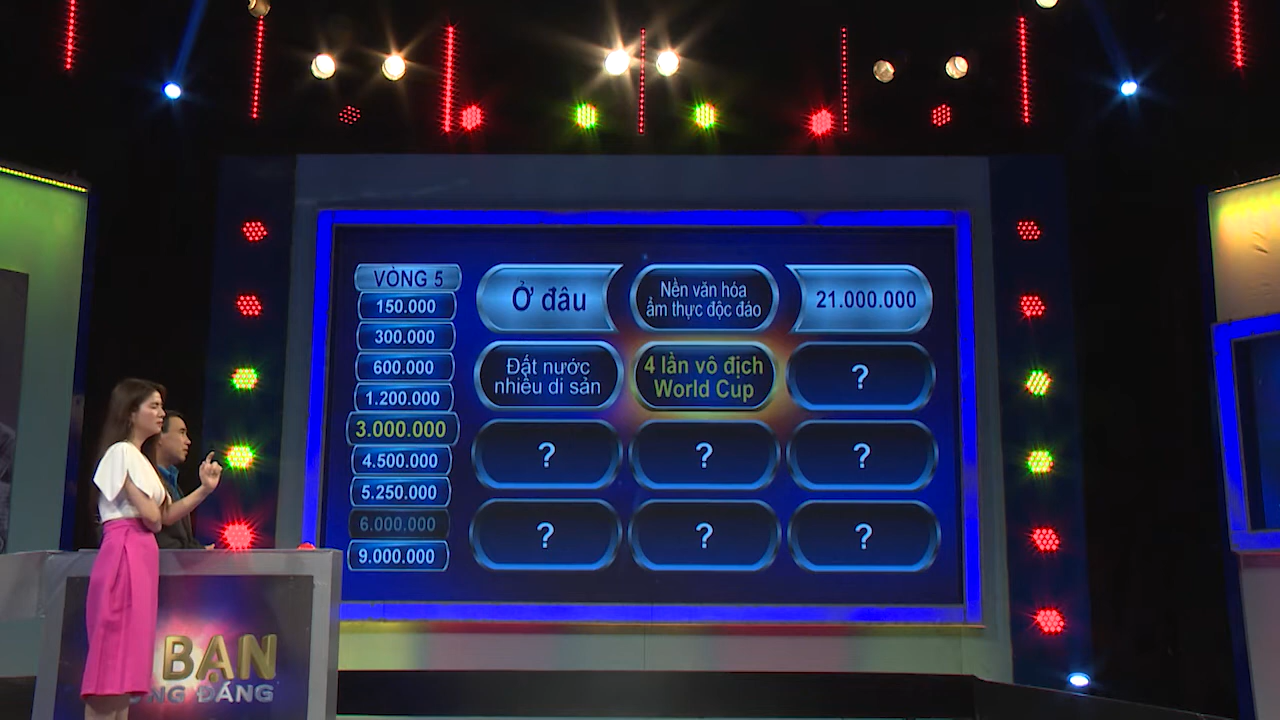 VÒNG 5
150.000
300.000
600.000
1.200.000
3.000.000
4.500.000
5.250.000
6.000.000
9.000.000
Ở đâu
Nền văn hóa
ẩm thực độc đáo
21.000.000
Đất nước
nhiều di sản
4 lần vô địch
World Cup
?
?
?
?
?
?
?
BẠN
ĐÁNG